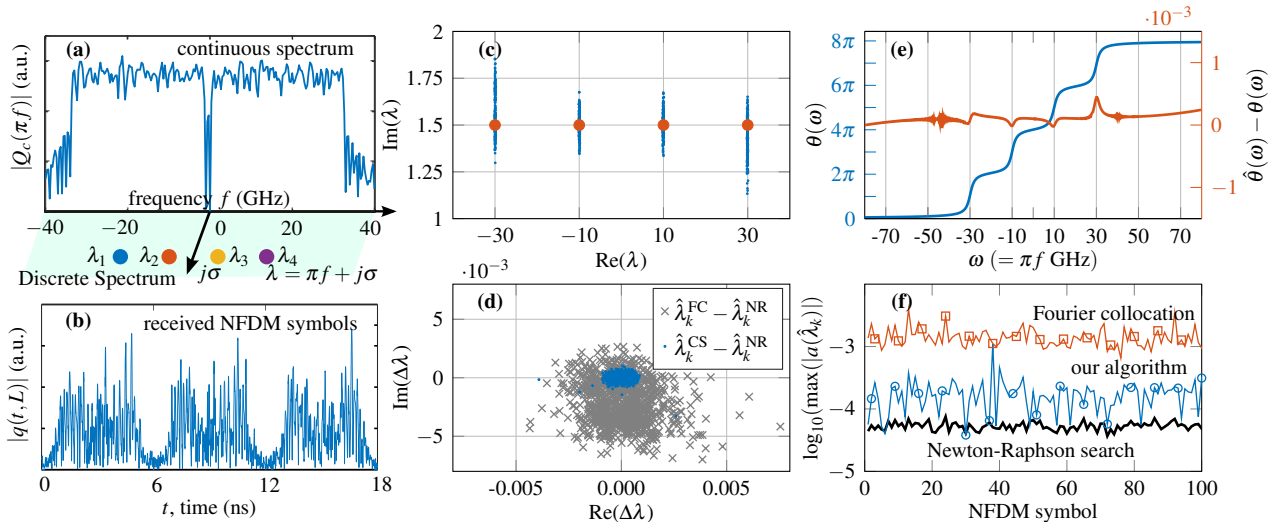 (a)
continuous spectrum
|Q_c(πf)| (a.u.)
frequency f (GHz)
−40
−20
0
20
40
λ1
λ2
λ3
λ4
Discrete Spectrum
jσ
λ = πf + jσ
(b)
received NFDM symbols
|q(t,L)| (a.u.)
0
6
12
18
t, time (ns)
(c)
Im(λ)
2
1.75
1.5
1.25
1
−30
−10
10
30
Re(λ)
·10⁻³
(d)
λ̂_k^FC − λ̂_k^NR
λ̂_k^CS − λ̂_k^NR
Im(Δλ)
5
0
−5
-0.005
0
0.005
Re(Δλ)
(e)
·10⁻³
8π
6π
4π
2π
0
θ(ω)
1
0
−1
θ̂(ω) − θ(ω)
-70
-50
-30
-10
10
30
50
70
ω (= πf GHz)
(f)
Fourier collocation
our algorithm
Newton-Raphson search
log₁₀(max(|a(λ̂_k)|)
−3
−4
−5
0
20
40
60
80
100
NFDM symbol